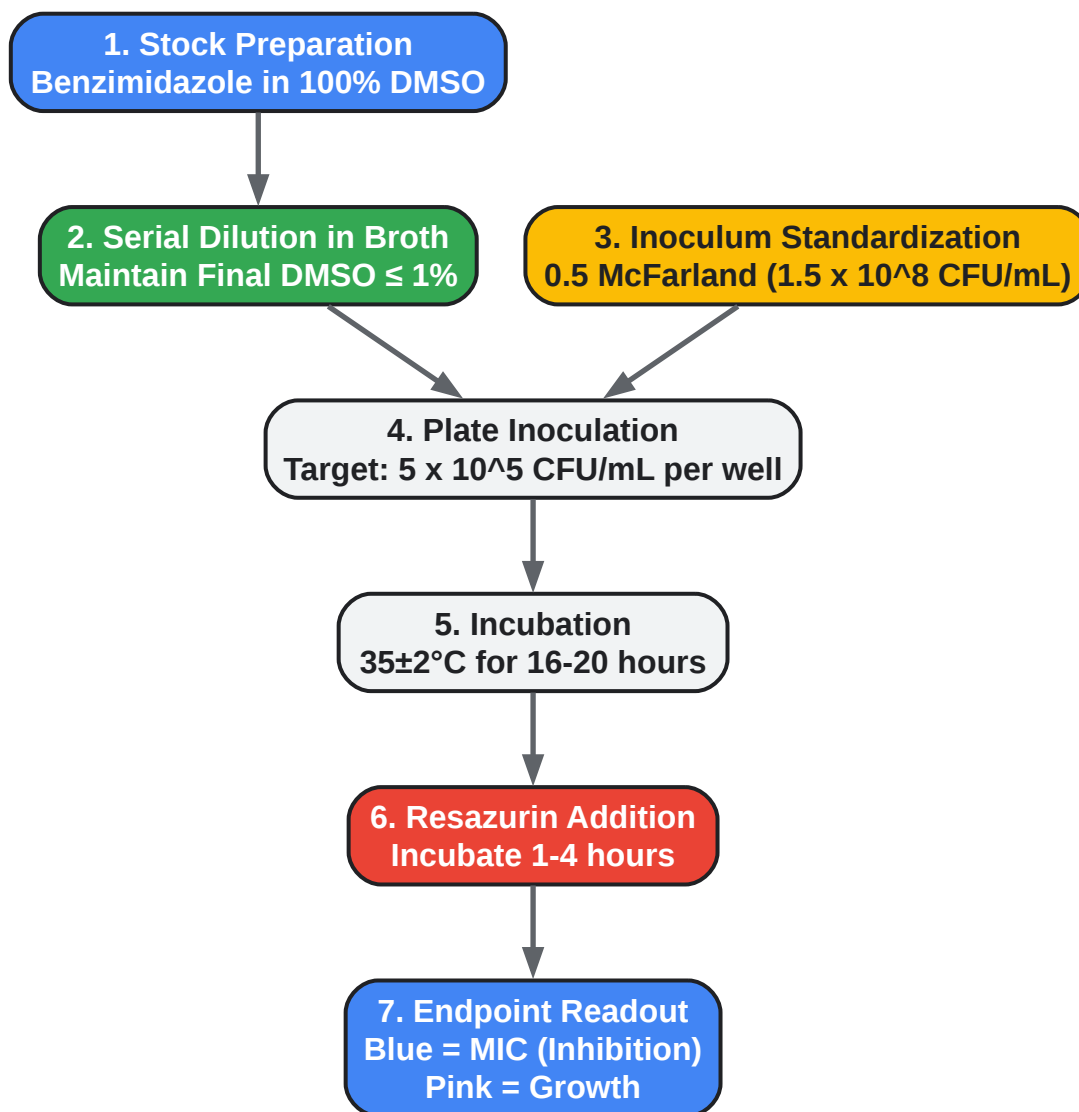 1. Stock Preparation
Benzimidazole in 100% DMSO
2. Serial Dilution in Broth
Maintain Final DMSO ≤ 1%
3. Inoculum Standardization
0.5 McFarland (1.5 x 10^8 CFU/mL)
4. Plate Inoculation
Target: 5 x 10^5 CFU/mL per well
5. Incubation
35±2°C for 16-20 hours
6. Resazurin Addition
Incubate 1-4 hours
7. Endpoint Readout
Blue = MIC (Inhibition)
Pink = Growth